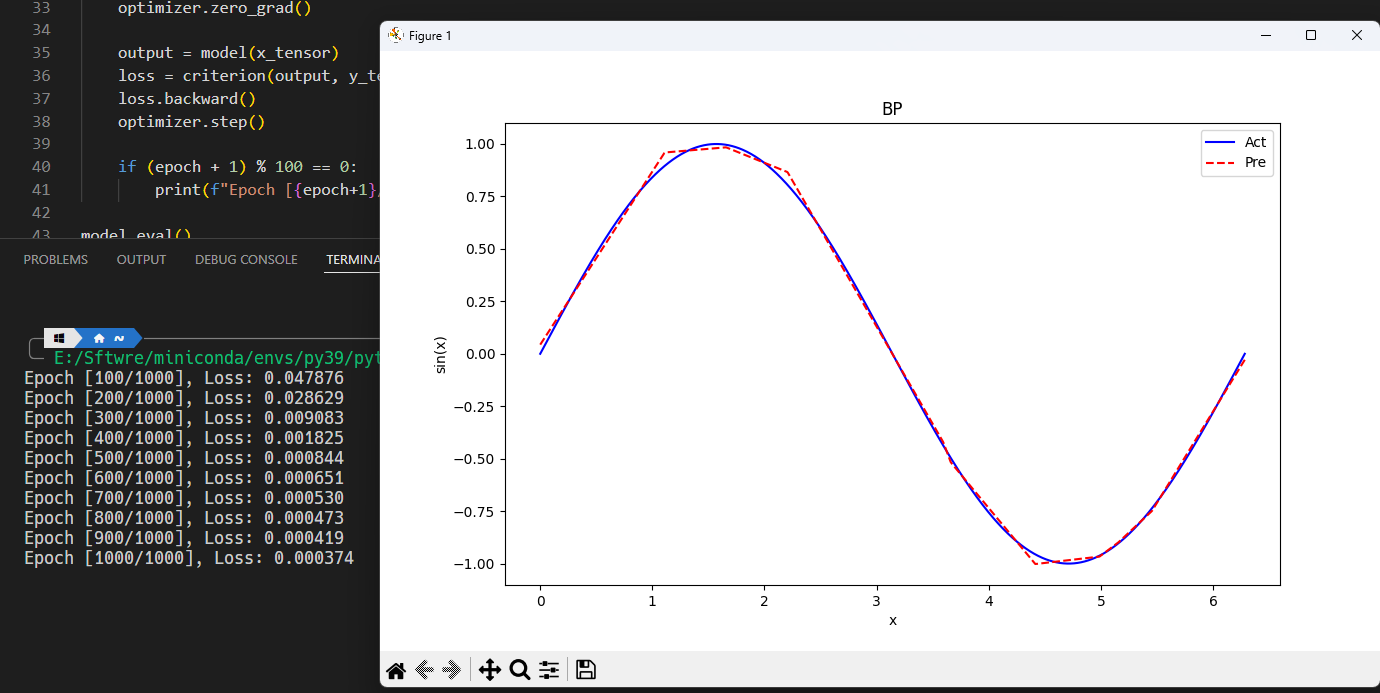 33 optimizer.zero_grad()
34
35 output = model(x_tensor)
36 loss = criterion(output, y_te
37 loss.backward()
38 optimizer.step()
39
40 if (epoch + 1) % 100 == 0:
41 print(f"Epoch [{epoch+1}/
42
43 model.eval()
PROBLEMS OUTPUT DEBUG CONSOLE TERMINA
E:/Sftwre/miniconda/envs/py39/pyt
Epoch [100/1000], Loss: 0.047876
Epoch [200/1000], Loss: 0.028629
Epoch [300/1000], Loss: 0.009083
Epoch [400/1000], Loss: 0.001825
Epoch [500/1000], Loss: 0.000844
Epoch [600/1000], Loss: 0.000651
Epoch [700/1000], Loss: 0.000530
Epoch [800/1000], Loss: 0.000473
Epoch [900/1000], Loss: 0.000419
Epoch [1000/1000], Loss: 0.000374
Figure 1
BP
Act
Pre
1.00
0.75
0.50
0.25
0.00
−0.25
−0.50
−0.75
−1.00
sin(x)
0 1 2 3 4 5 6
x